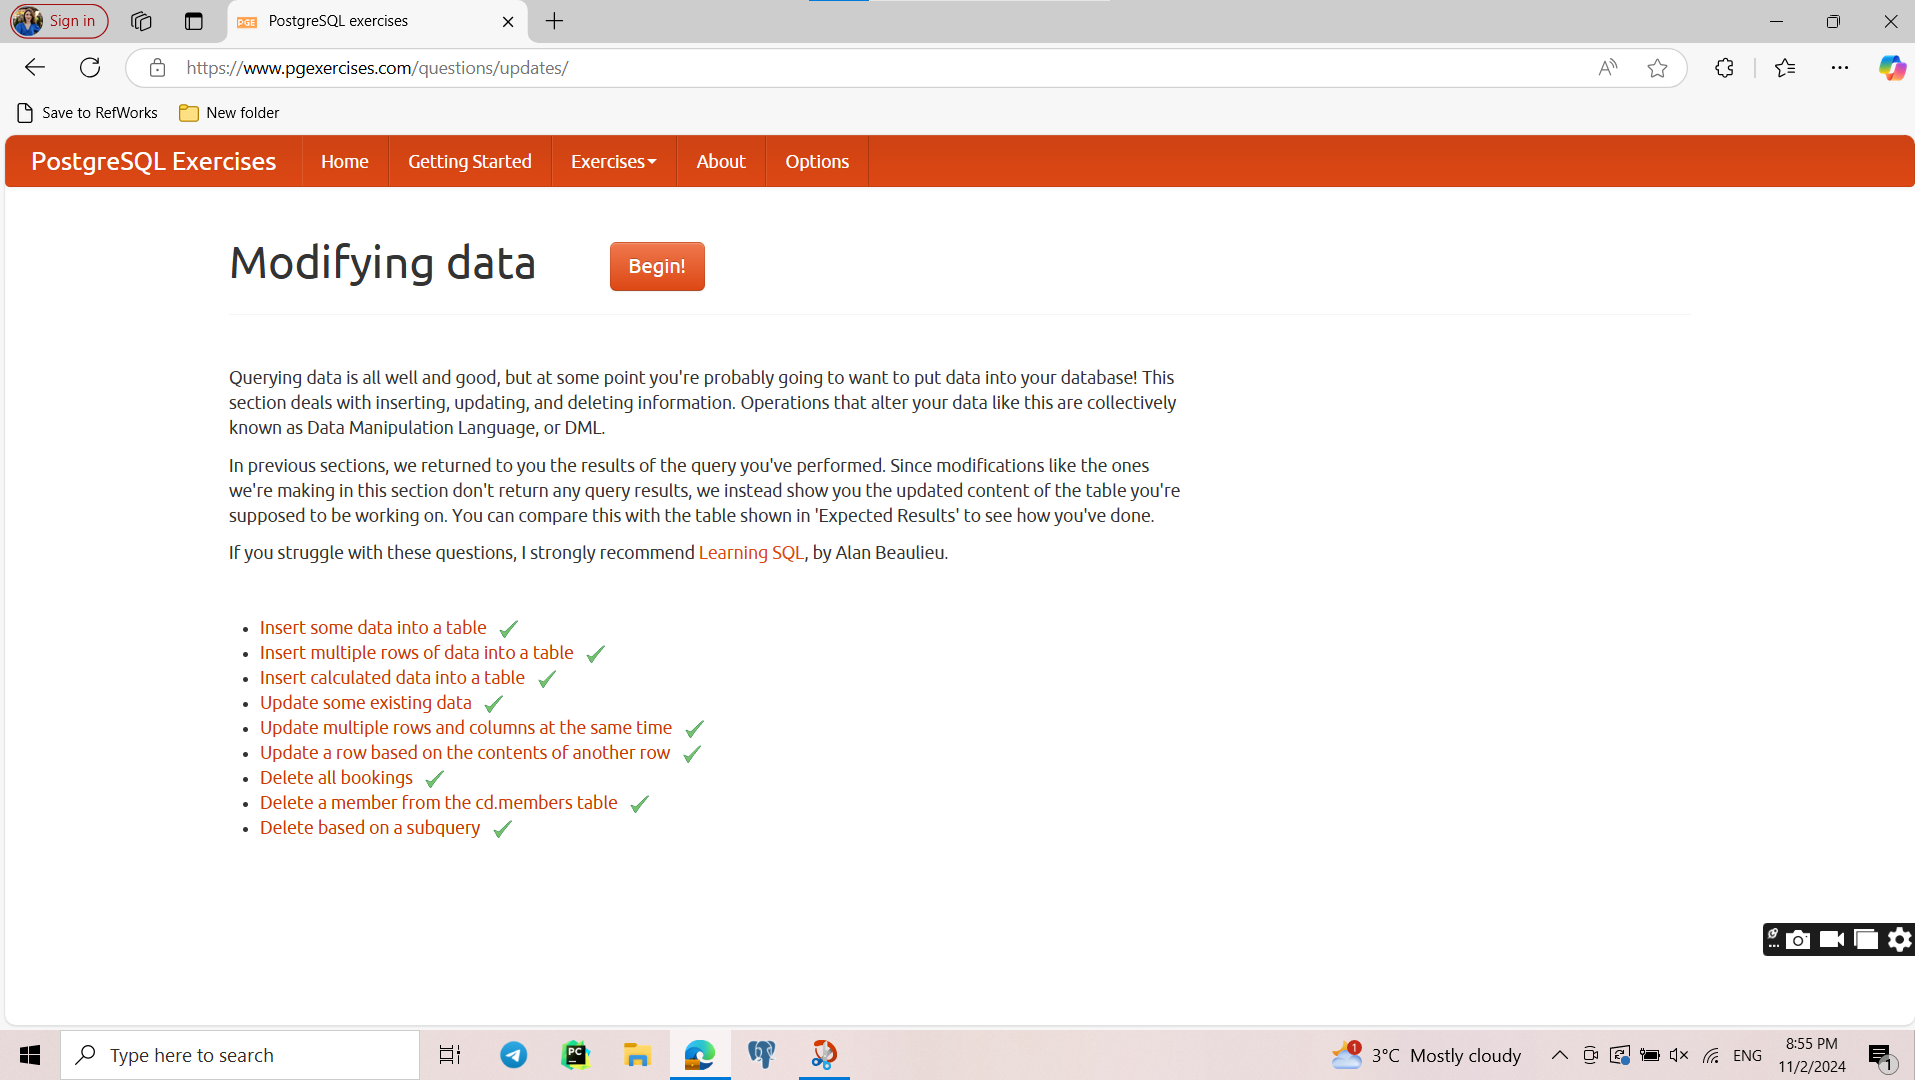 Sign in
PGE
PostgreSQL exercises
https://www.pgexercises.com/questions/updates/
Save to RefWorks
New folder
PostgreSQL Exercises
Home
Getting Started
Exercises
About
Options
Modifying data
Begin!
Querying data is all well and good, but at some point you're probably going to want to put data into your database! This
section deals with inserting, updating, and deleting information. Operations that alter your data like this are collectively
known as Data Manipulation Language, or DML.
In previous sections, we returned to you the results of the query you've performed. Since modifications like the ones
we're making in this section don't return any query results, we instead show you the updated content of the table you're
supposed to be working on. You can compare this with the table shown in 'Expected Results' to see how you've done.
If you struggle with these questions, I strongly recommend Learning SQL, by Alan Beaulieu.
• Insert some data into a table
• Insert multiple rows of data into a table
• Insert calculated data into a table
• Update some existing data
• Update multiple rows and columns at the same time
• Update a row based on the contents of another row
• Delete all bookings
• Delete a member from the cd.members table
• Delete based on a subquery
Type here to search
PC
1
3°C Mostly cloudy
ENG
8:55 PM
11/2/2024
1